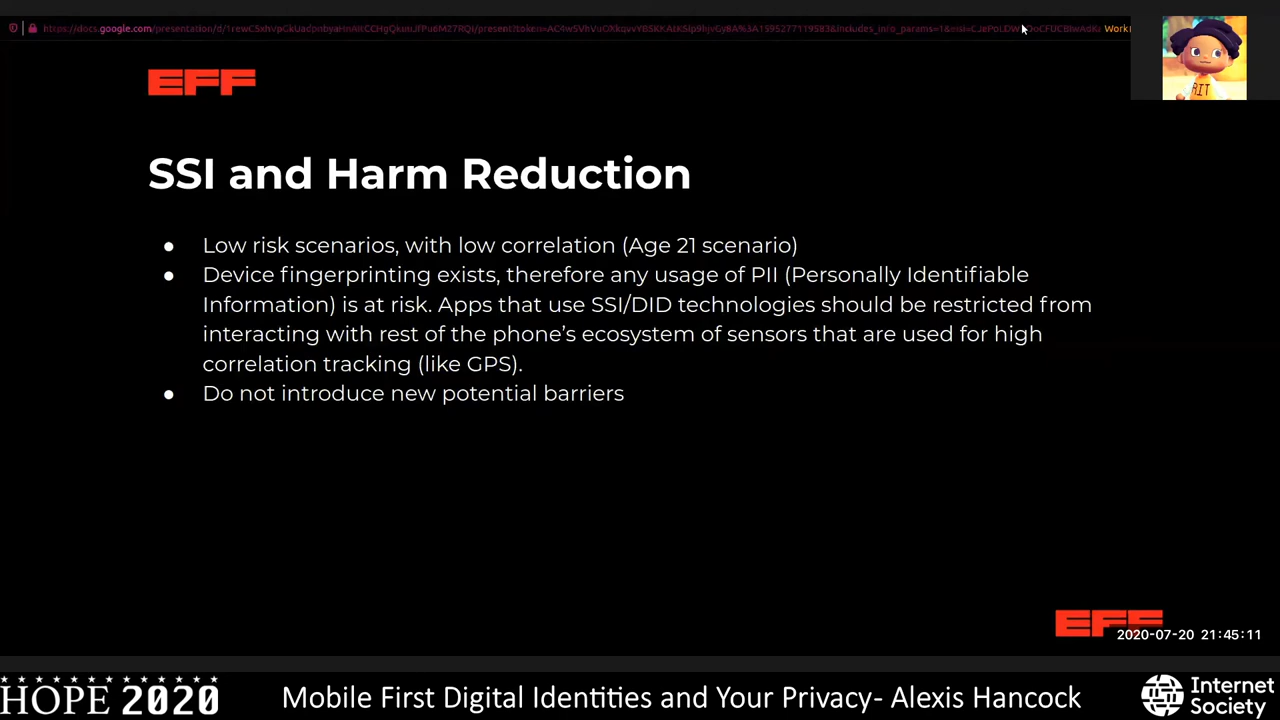 Work
RIT
EFF
SSI and Harm Reduction
● Low risk scenarios, with low correlation (Age 21 scenario)
● Device fingerprinting exists, therefore any usage of PII (Personally Identifiable
Information) is at risk. Apps that use SSI/DID technologies should be restricted from
interacting with rest of the phone’s ecosystem of sensors that are used for high
correlation tracking (like GPS).
● Do not introduce new potential barriers
EFF
2020-07-20 21:45:11
HOPE 2020
Mobile First Digital Identities and Your Privacy- Alexis Hancock
Internet
Society